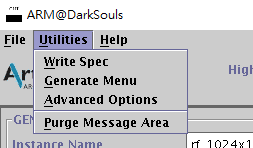 ARM@DarkSouls
File Utilities Help
Write Spec
Generate Menu
Advanced Options
Purge Message Area
High
Instance Name rf_1024x1